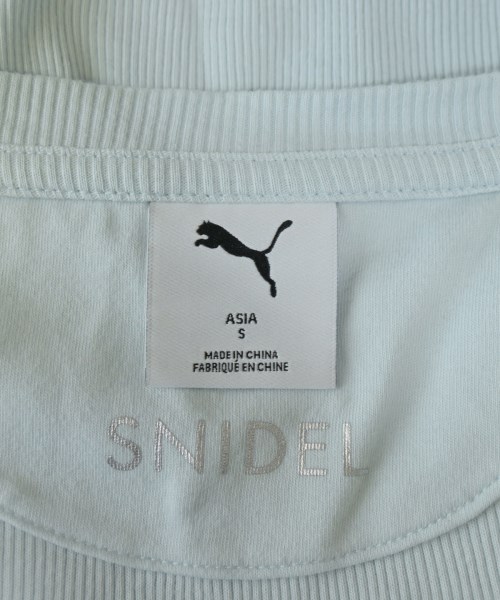 ASIA
S
MADE IN CHINA
FABRIQUÉ EN CHINE
SNIDEL